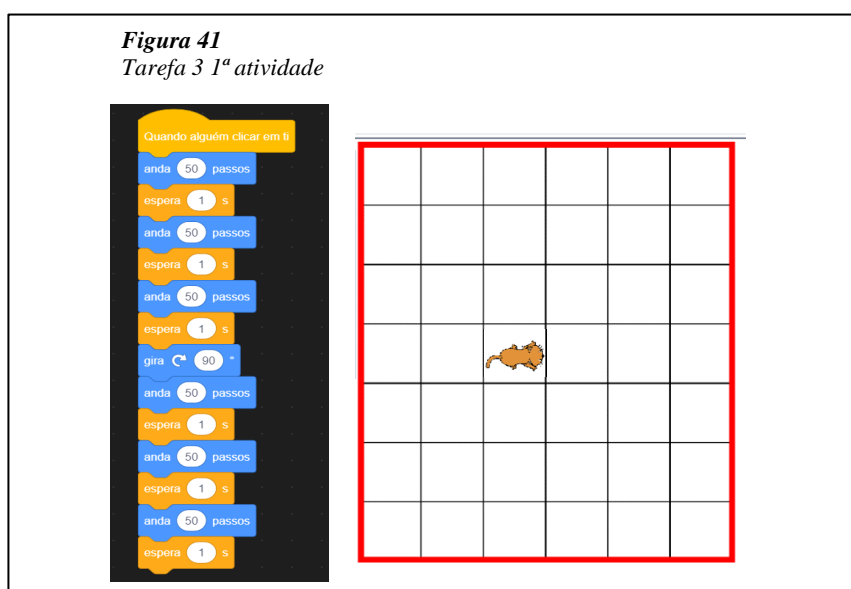 Figura 41
Tarefa 3 1ª atividade
Quando alguém clicar em ti
anda 50 passos
espera 1 s
anda 50 passos
espera 1 s
anda 50 passos
espera 1 s
gira 90 °
anda 50 passos
espera 1 s
anda 50 passos
espera 1 s
anda 50 passos
espera 1 s